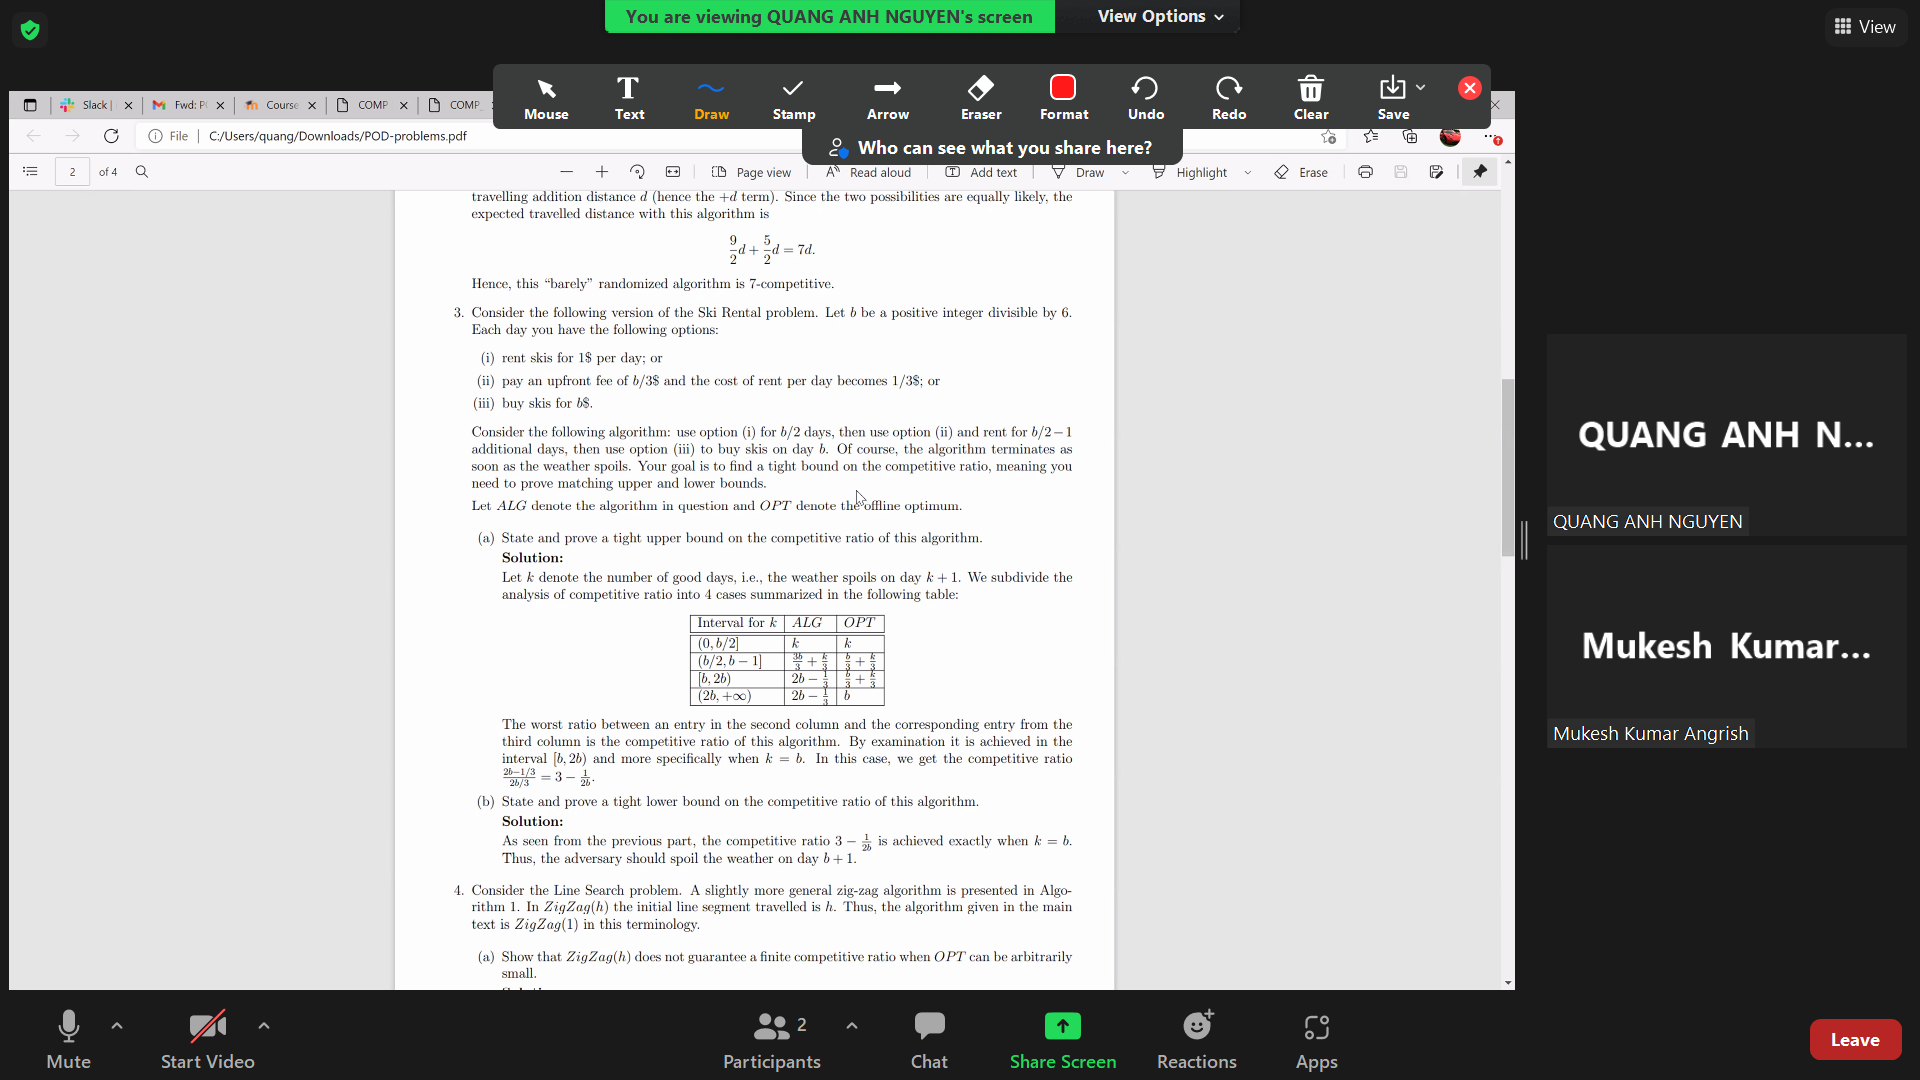 You are viewing QUANG ANH NGUYEN's screen
View Options
View
Mouse
Text
Draw
Stamp
Arrow
Eraser
Format
Undo
Redo
Clear
Save
Who can see what you share here?
Slack |
Fwd: P
Course
COMP
COMP
File | C:/Users/quang/Downloads/POD-problems.pdf
2 of 4
Page view
Read aloud
Add text
Draw
Highlight
Erase
travelling addition distance d (hence the +d term). Since the two possibilities are equally likely, the
expected travelled distance with this algorithm is
9/2 d + 5/2 d = 7d.
Hence, this “barely” randomized algorithm is 7-competitive.
3. Consider the following version of the Ski Rental problem. Let b be a positive integer divisible by 6.
Each day you have the following options:
(i) rent skis for 1$ per day; or
(ii) pay an upfront fee of b/3$ and the cost of rent per day becomes 1/3$; or
(iii) buy skis for b$.
Consider the following algorithm: use option (i) for b/2 days, then use option (ii) and rent for b/2 − 1
additional days, then use option (iii) to buy skis on day b. Of course, the algorithm terminates as
soon as the weather spoils. Your goal is to find a tight bound on the competitive ratio, meaning you
need to prove matching upper and lower bounds.
Let ALG denote the algorithm in question and OPT denote the offline optimum.
(a) State and prove a tight upper bound on the competitive ratio of this algorithm.
Solution:
Let k denote the number of good days, i.e., the weather spoils on day k + 1. We subdivide the
analysis of competitive ratio into 4 cases summarized in the following table:
Interval for k ALG OPT
(0, b/2] k k
(b/2, b − 1] 3b/3 + k/3 b/3 + k/3
[b, 2b) 2b − 1/3 b/3 + k/3
(2b, +∞) 2b − 1/3 b
The worst ratio between an entry in the second column and the corresponding entry from the
third column is the competitive ratio of this algorithm. By examination it is achieved in the
interval [b, 2b) and more specifically when k = b. In this case, we get the competitive ratio
2b−1/3 / 2b/3 = 3 − 1/2b.
(b) State and prove a tight lower bound on the competitive ratio of this algorithm.
Solution:
As seen from the previous part, the competitive ratio 3 − 1/2b is achieved exactly when k = b.
Thus, the adversary should spoil the weather on day b + 1.
4. Consider the Line Search problem. A slightly more general zig-zag algorithm is presented in Algo-
rithm 1. In ZigZag(h) the initial line segment travelled is h. Thus, the algorithm given in the main
text is ZigZag(1) in this terminology.
(a) Show that ZigZag(h) does not guarantee a finite competitive ratio when OPT can be arbitrarily
small.
QUANG ANH N...
QUANG ANH NGUYEN
Mukesh Kumar...
Mukesh Kumar Angrish
Mute
Start Video
2
Participants
Chat
Share Screen
Reactions
Apps
Leave